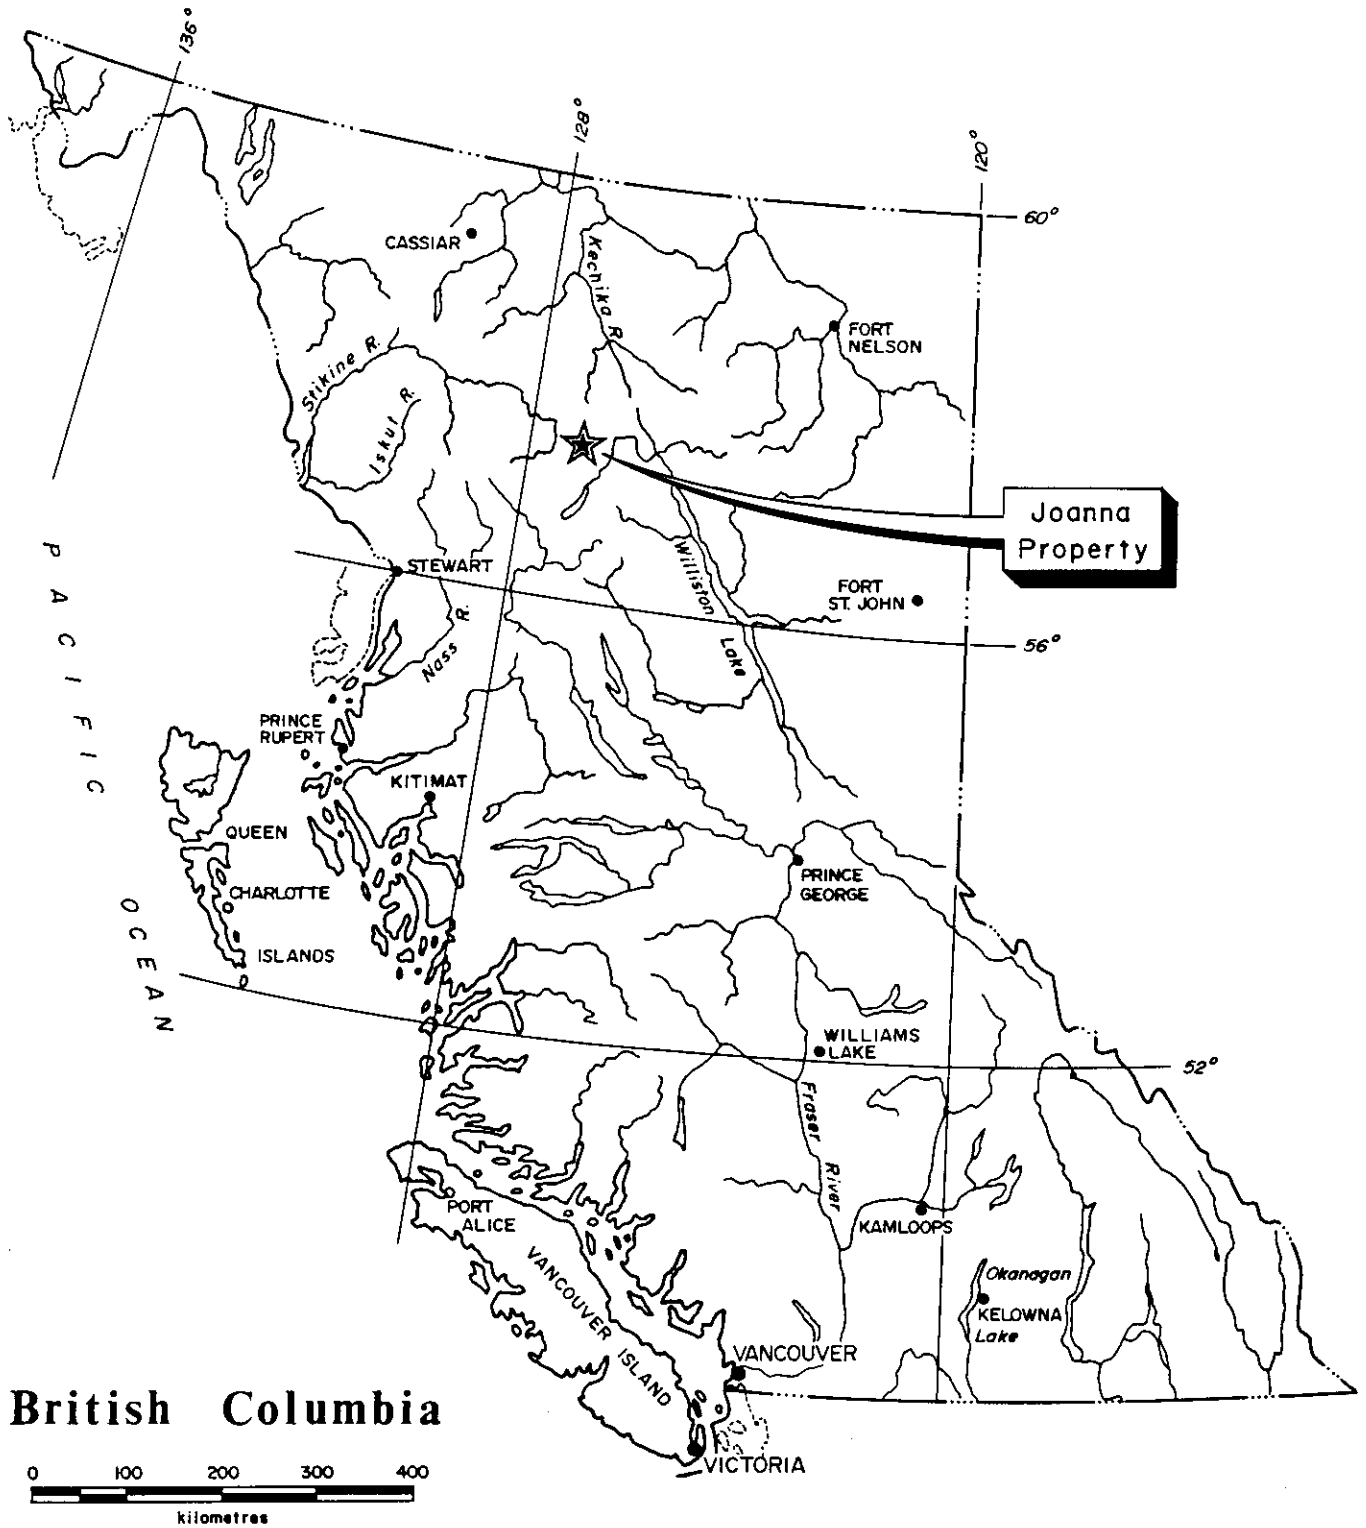 136°
128°
120°
60°
CASSIAR
Kechika R.
FORT
NELSON
Stikine R.
Iskut R.
Joanna
Property
PACIFIC
OCEAN
STEWART
Williston
Lake
FORT
ST. JOHN
56°
Nass R.
PRINCE
RUPERT
KITIMAT
QUEEN
CHARLOTTE
ISLANDS
PRINCE
GEORGE
WILLIAMS
LAKE
52°
Fraser
River
PORT
ALICE
KAMLOOPS
VANCOUVER
ISLAND
Okanagan
KELOWNA
Lake
VANCOUVER
British Columbia
VICTORIA
0 100 200 300 400
kilometres